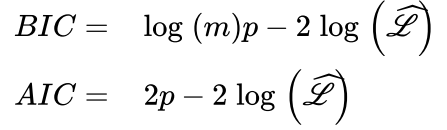 BIC = log (m)p − 2 log (ℒ̂)
AIC = 2p − 2 log (ℒ̂)